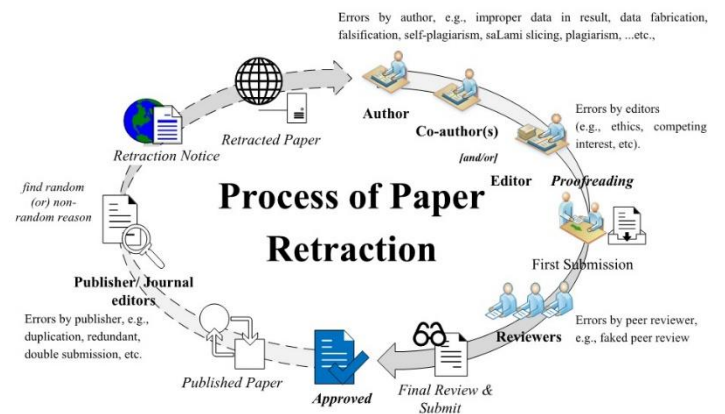 Errors by author, e.g., improper data in result, data fabrication,
falsification, self-plagiarism, saLami slicing, plagiarism, ...etc.,
Author
Co-author(s)
[and/or]
Editor
Proofreading
Errors by editors
(e.g., ethics, competing
interest, etc).
First Submission
Reviewers
Errors by peer reviewer,
e.g., faked peer review
Final Review &
Submit
Approved
Published Paper
Publisher/ Journal
editors
Errors by publisher, e.g.,
duplication, redundant,
double submission, etc.
find random
(or) non-
random reason
Retraction Notice
Retracted Paper
Process of Paper
Retraction